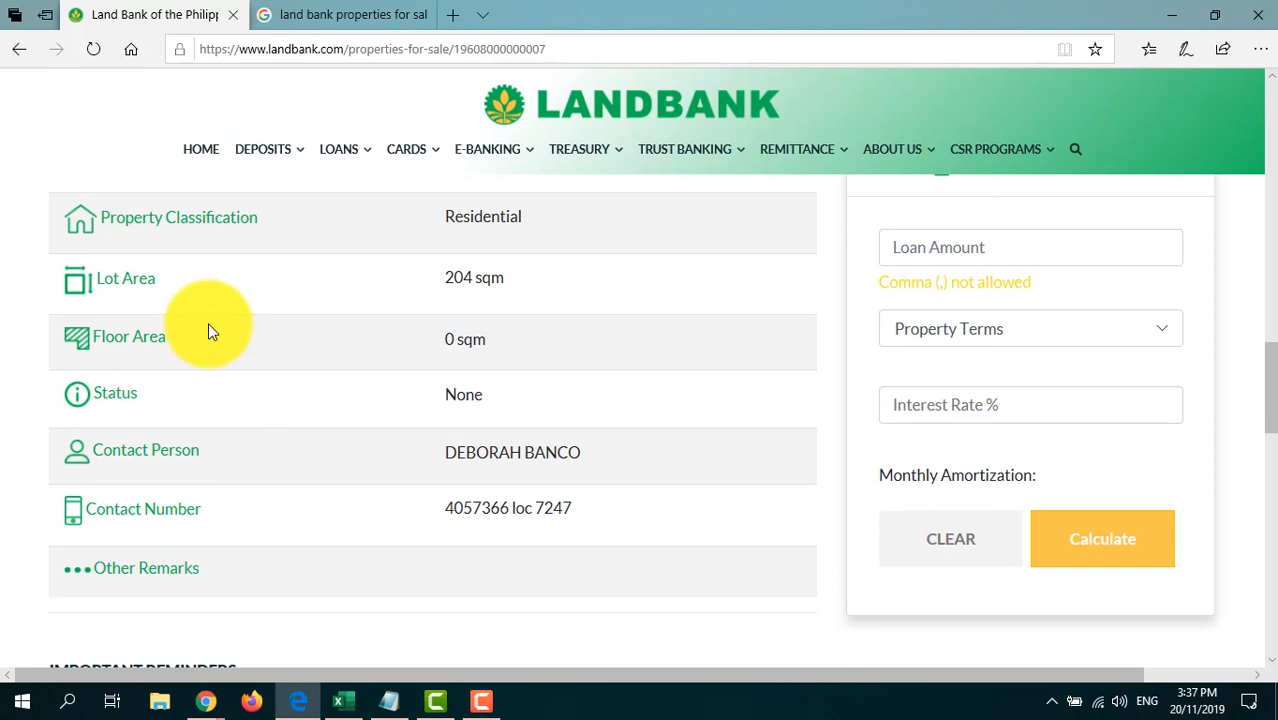 Land Bank of the Philipp
land bank properties for sal
https://www.landbank.com/properties-for-sale/19608000000007
LANDBANK
HOME DEPOSITS LOANS CARDS E-BANKING TREASURY TRUST BANKING REMITTANCE ABOUT US CSR PROGRAMS
Property Classification Residential
Lot Area 204 sqm
Floor Area 0 sqm
Status None
Contact Person DEBORAH BANCO
Contact Number 4057366 loc 7247
Other Remarks
Loan Amount
Comma (,) not allowed
Property Terms
Interest Rate %
Monthly Amortization:
CLEAR Calculate
IMPORTANT REMINDERS
ENG
3:37 PM
20/11/2019